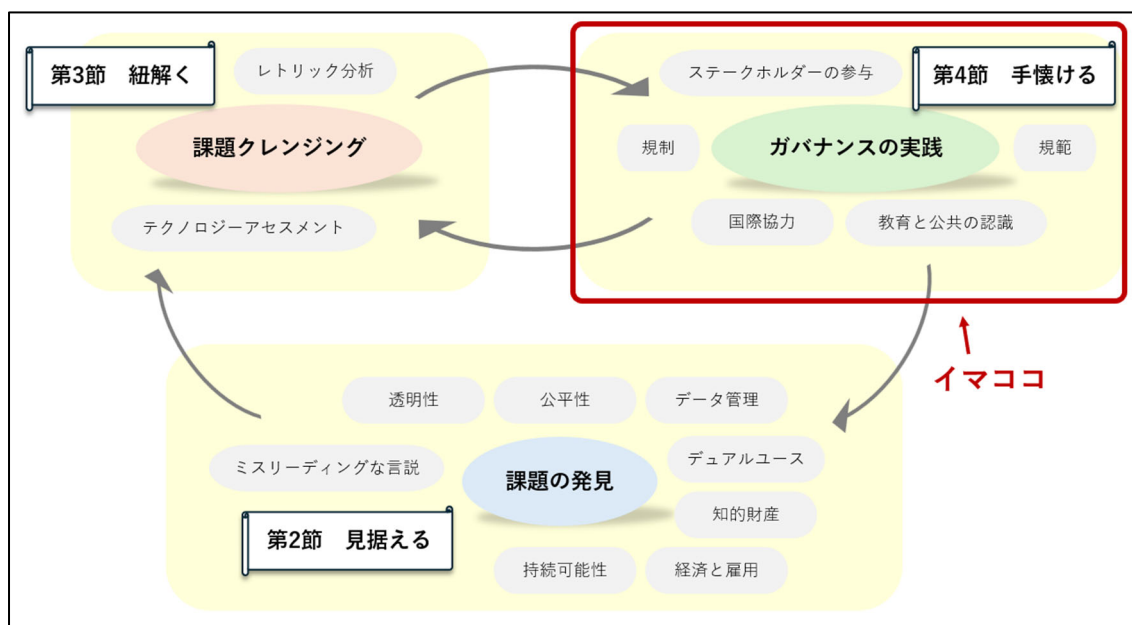 第3節　紐解く
レトリック分析
課題クレンジング
テクノロジーアセスメント
ステークホルダーの参与
第4節　手懐ける
規制
ガバナンスの実践
規範
国際協力
教育と公共の認識
イマココ
透明性
公平性
データ管理
ミスリーディングな言説
課題の発見
デュアルユース
知的財産
第2節　見据える
持続可能性
経済と雇用